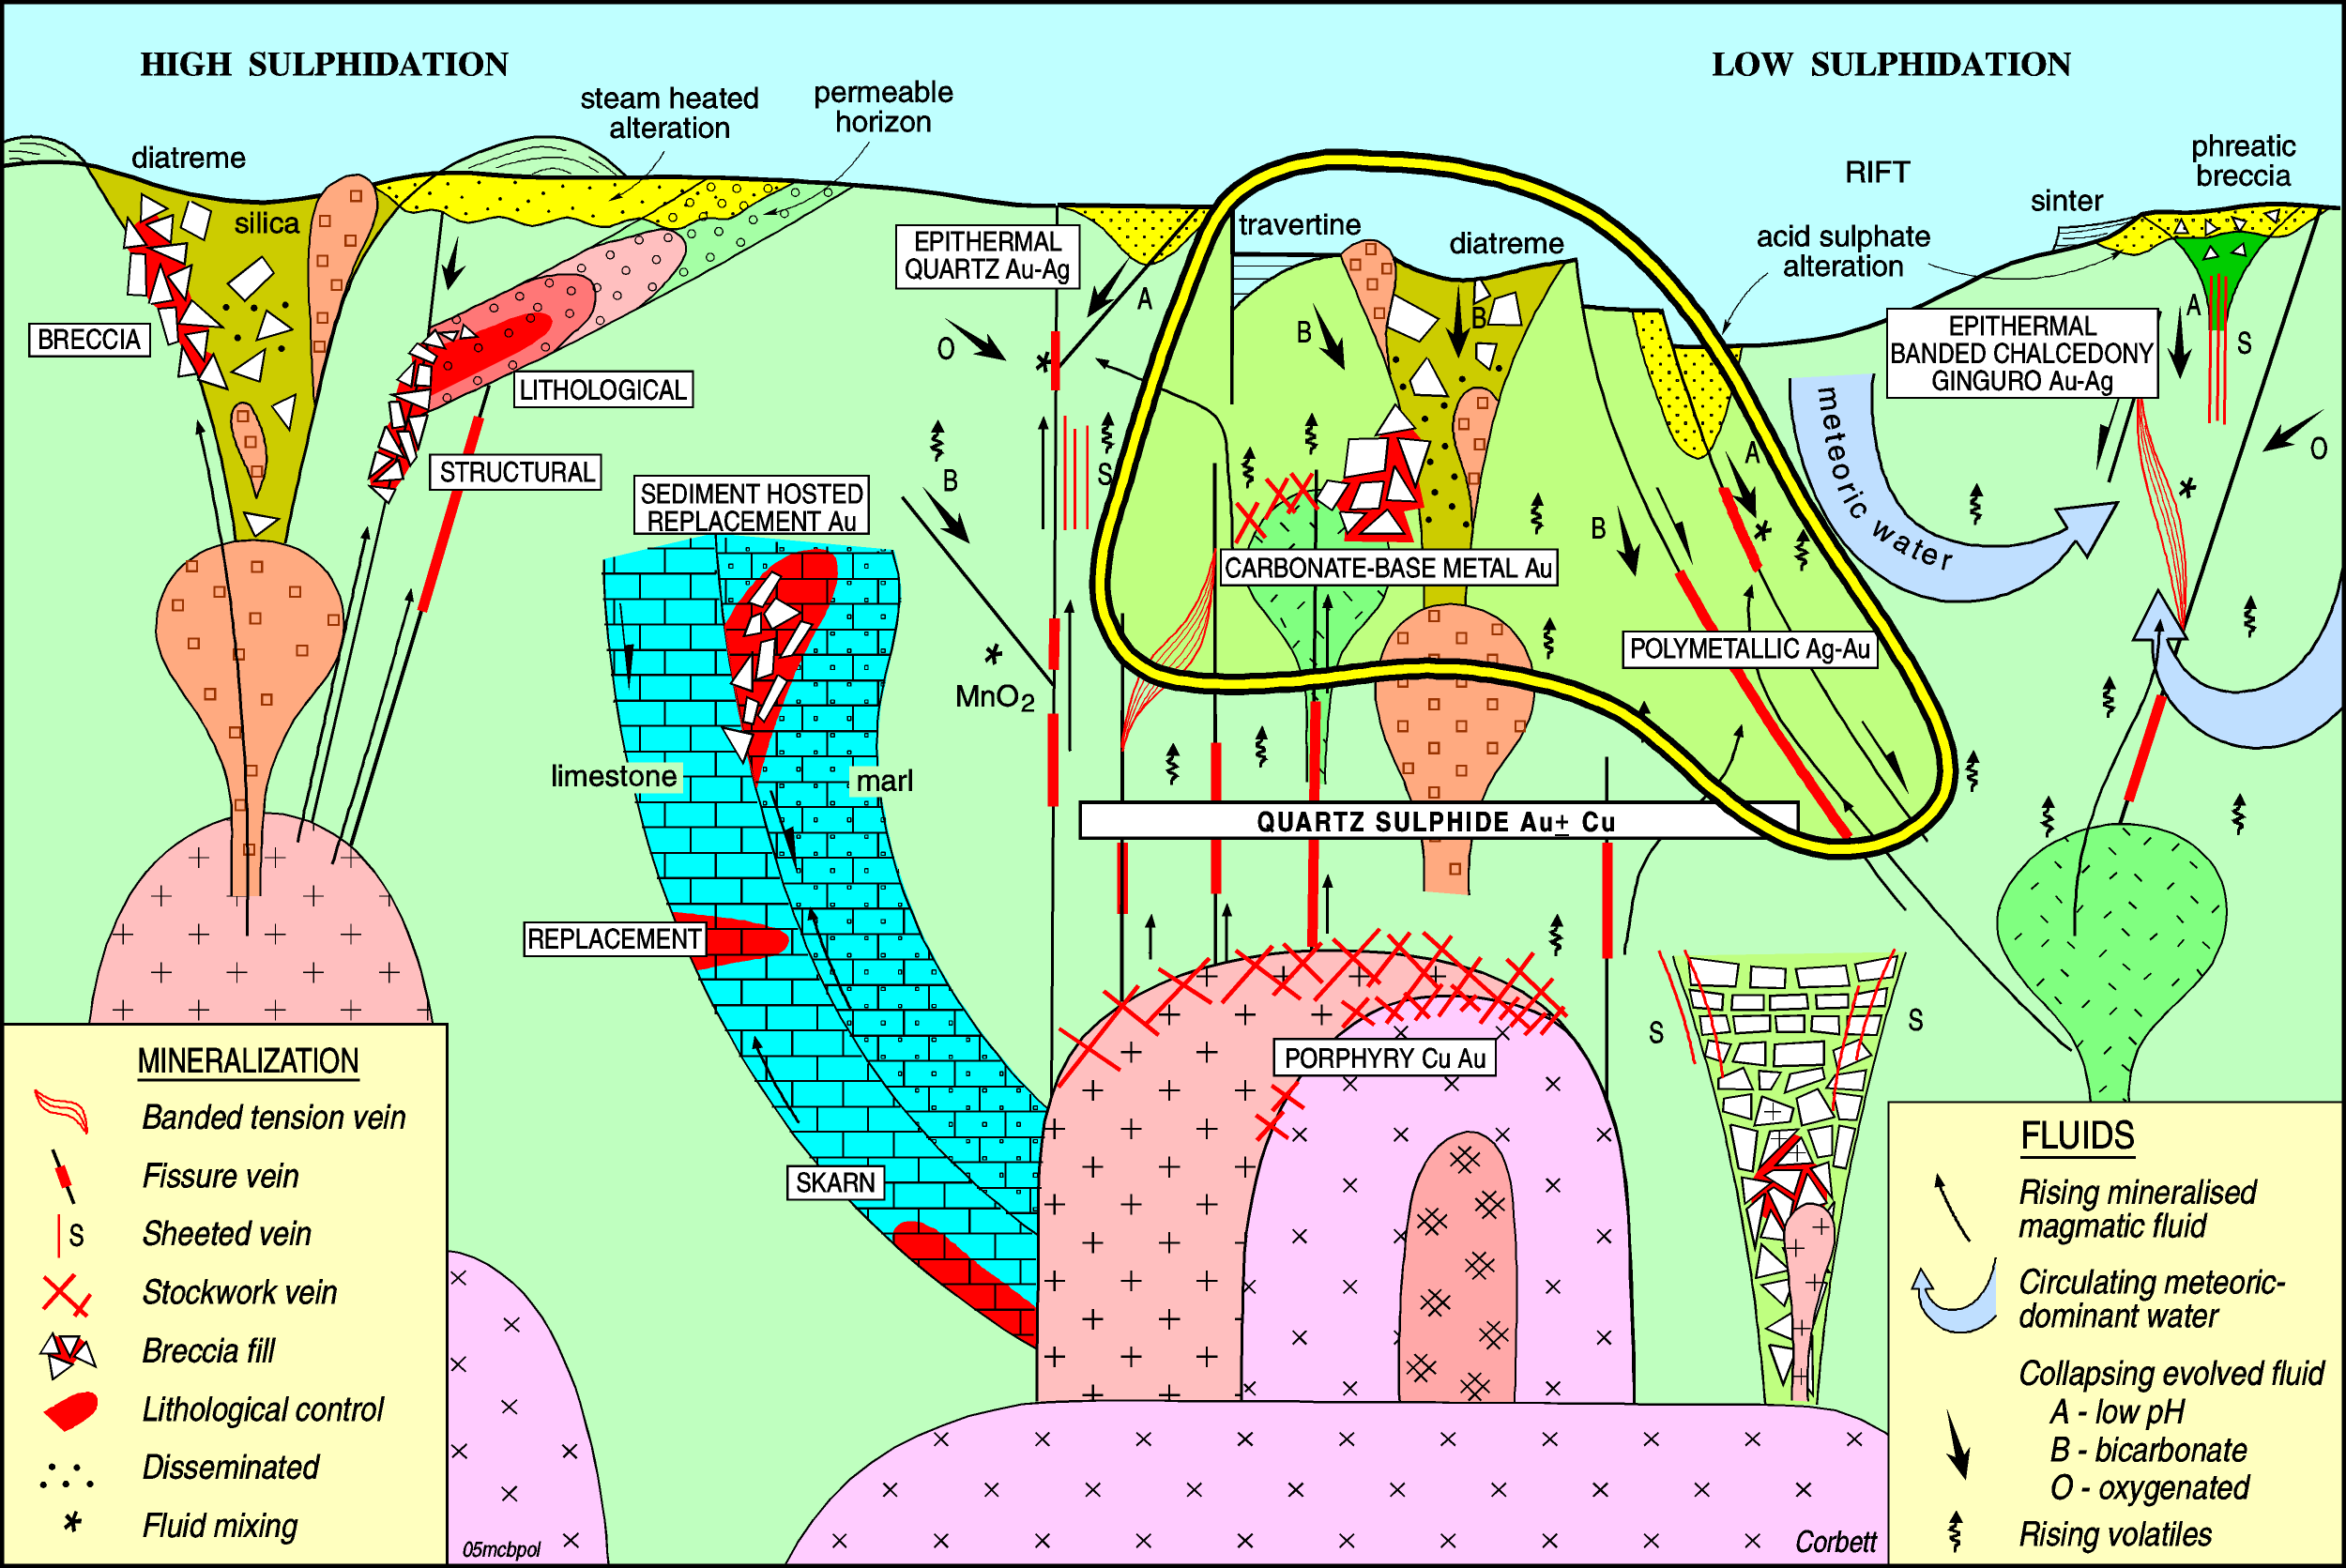 HIGH SULPHIDATION
LOW SULPHIDATION
steam heated
alteration
permeable
horizon
diatreme
silica
BRECCIA
LITHOLOGICAL
STRUCTURAL
EPITHERMAL
QUARTZ Au-Ag
travertine
diatreme
RIFT
acid sulphate
alteration
sinter
phreatic
breccia
EPITHERMAL
BANDED CHALCEDONY
GINGURO Au-Ag
A
O
B
S
B
B
A
B
A
S
O
meteoric water
SEDIMENT HOSTED
REPLACEMENT Au
CARBONATE-BASE METAL Au
POLYMETALLIC Ag-Au
MnO2
limestone
marl
QUARTZ SULPHIDE Au± Cu
REPLACEMENT
PORPHYRY Cu Au
S
S
SKARN
MINERALIZATION
Banded tension vein
Fissure vein
S
Sheeted vein
Stockwork vein
Breccia fill
Lithological control
Disseminated
Fluid mixing
05mcbpol
Corbett
FLUIDS
Rising mineralised
magmatic fluid
Circulating meteoric-
dominant water
Collapsing evolved fluid
A - low pH
B - bicarbonate
O - oxygenated
Rising volatiles